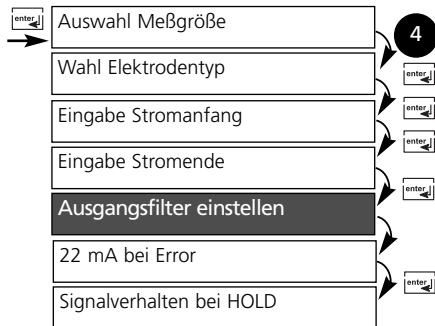 enter
Auswahl Meßgröße
4
Wahl Elektrodentyp
enter
Eingabe Stromanfang
enter
enter
Eingabe Stromende
enter
Ausgangsfilter einstellen
22 mA bei Error
enter
Signalverhalten bei HOLD